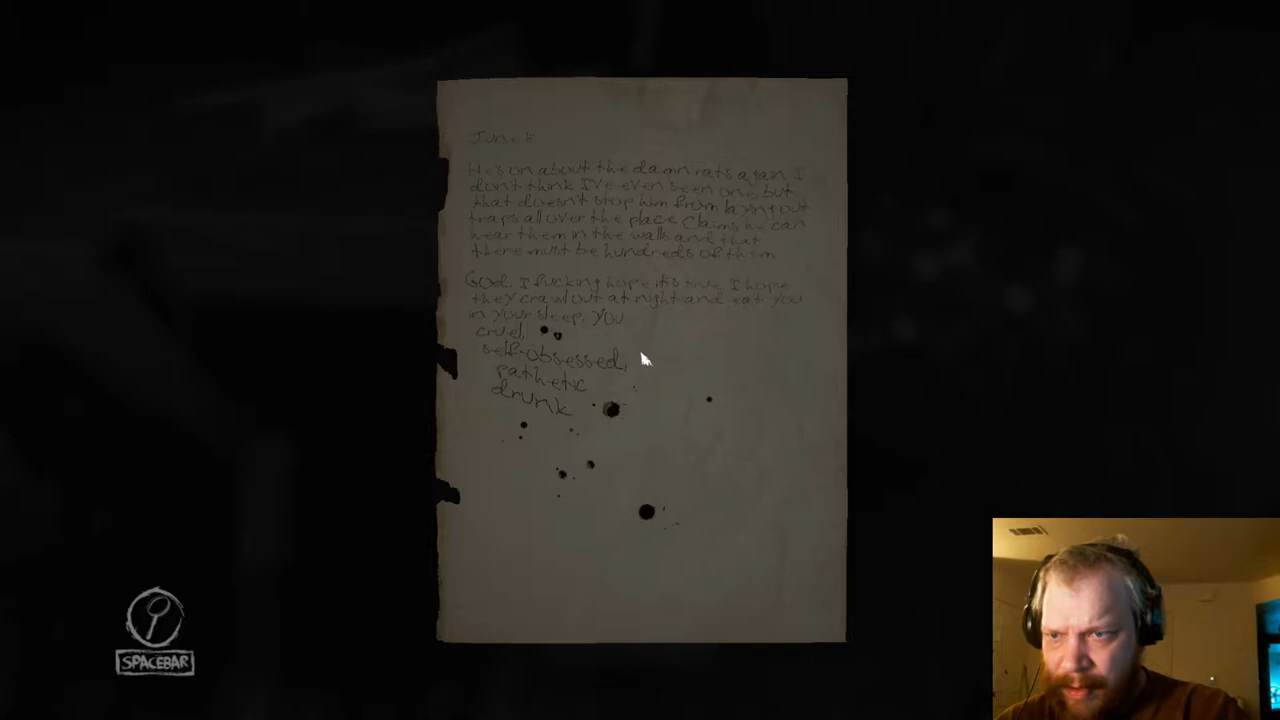 He's on about the damn rats again I
don't think I've even seen one, but
that doesn't stop him from laying out
traps all over the place Claims he can
hear them in the walls and that
there must be hundreds of them
God, I fucking hope it's true I hope
they crawl out at night and eat you
in your sleep, you
cruel,
self-obsessed,
pathetic
drunk
SPACEBAR